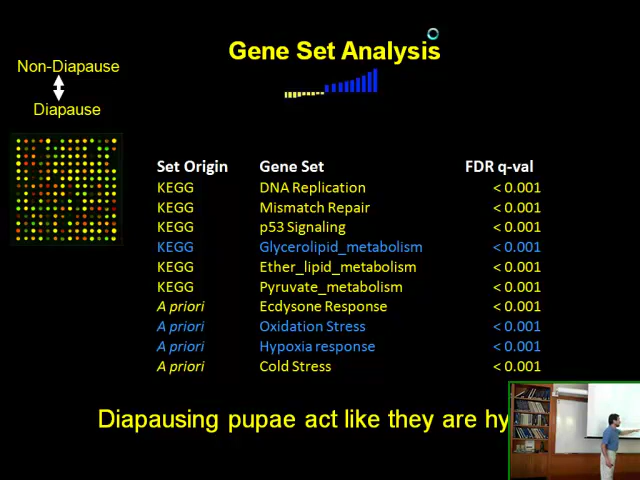 Gene Set Analysis
Non-Diapause
Diapause
Set Origin Gene Set FDR q-val
KEGG DNA Replication < 0.001
KEGG Mismatch Repair < 0.001
KEGG p53 Signaling < 0.001
KEGG Glycerolipid_metabolism < 0.001
KEGG Ether_lipid_metabolism < 0.001
KEGG Pyruvate_metabolism < 0.001
A priori Ecdysone Response < 0.001
A priori Oxidation Stress < 0.001
A priori Hypoxia response < 0.001
A priori Cold Stress < 0.001
Diapausing pupae act like they are hy